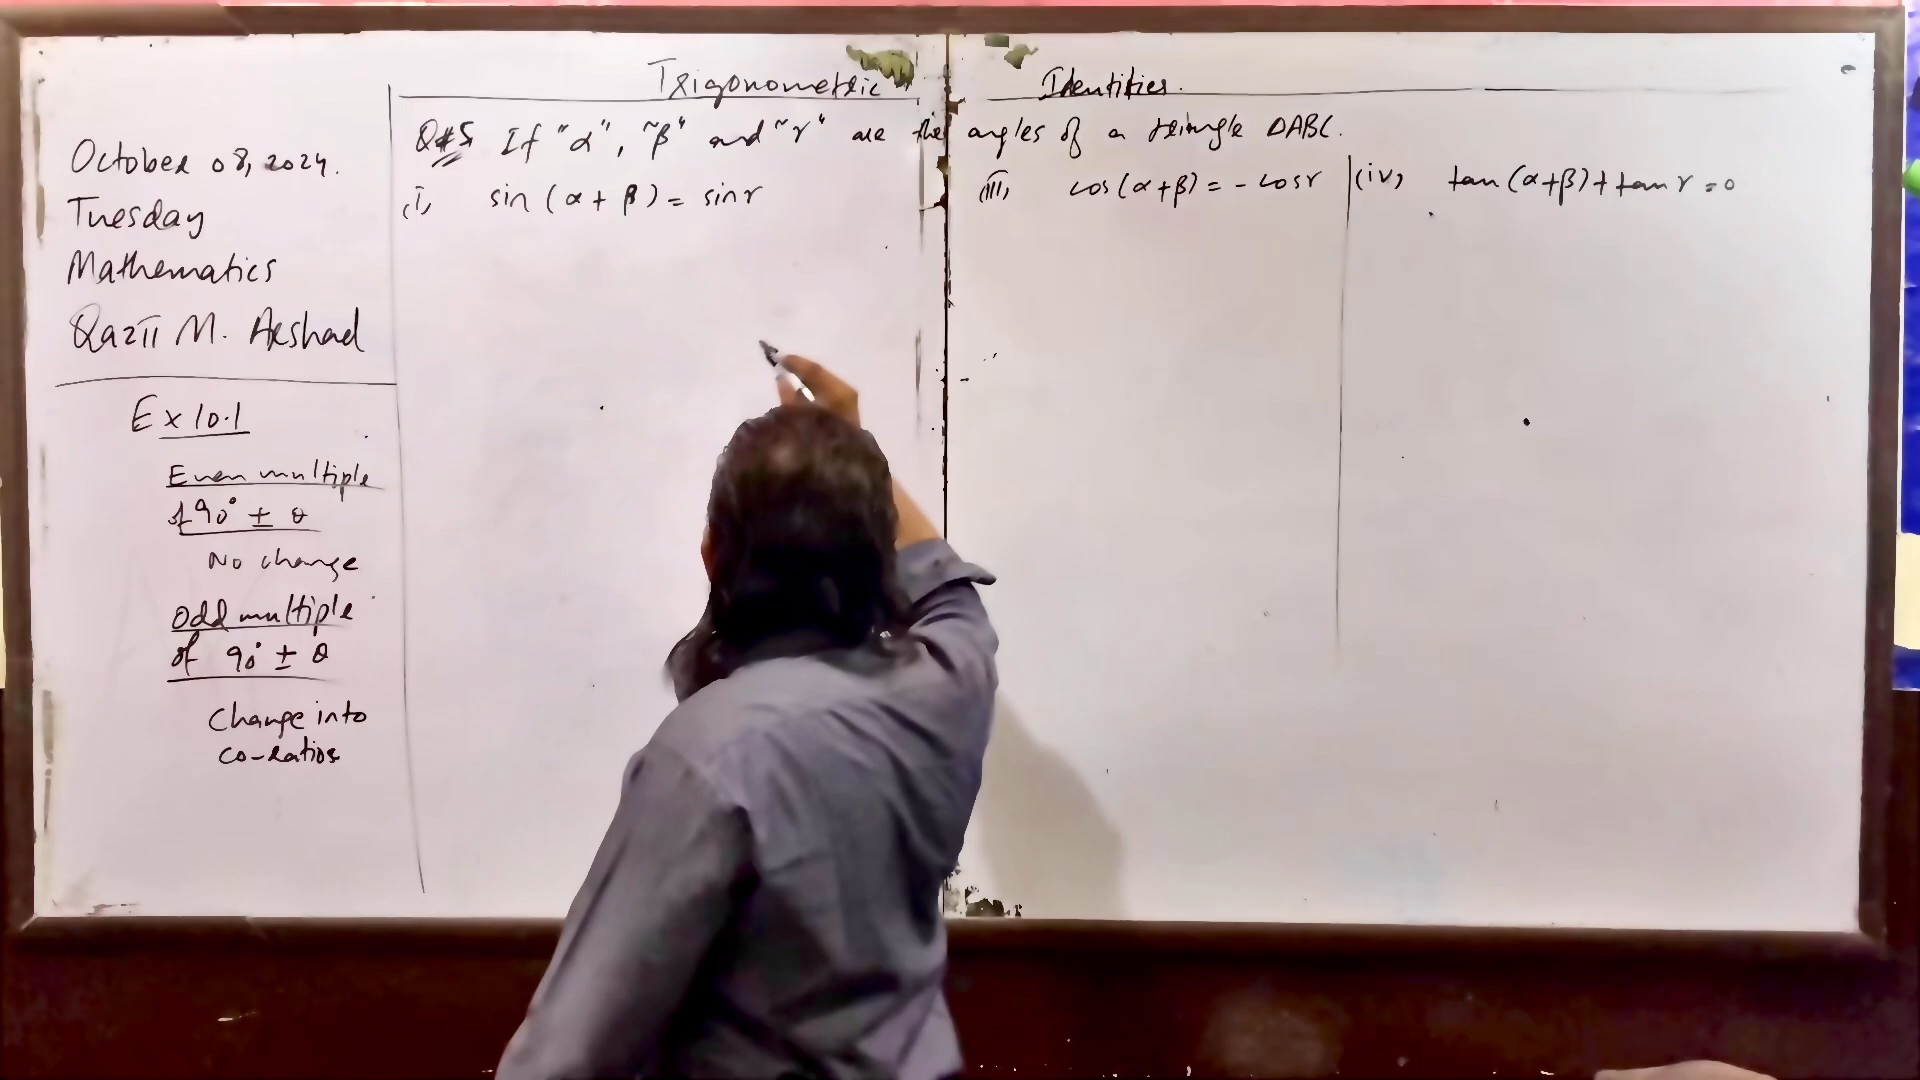 Trigonometric Identities.
October 08, 2024.
Tuesday
Mathematics
Qazii M. Arshad
Ex 10.1
Even multiple
of 90° ± θ
No change
Odd multiple
of 90° ± θ
Change into
co-ratios
Q#5 If "α", "β" and "γ" are the angles of a triangle ΔABC.
(i) sin (α + β) = sin γ
(iii) cos (α+β) = - cos γ
(iv) tan (α+β) + tan γ = 0